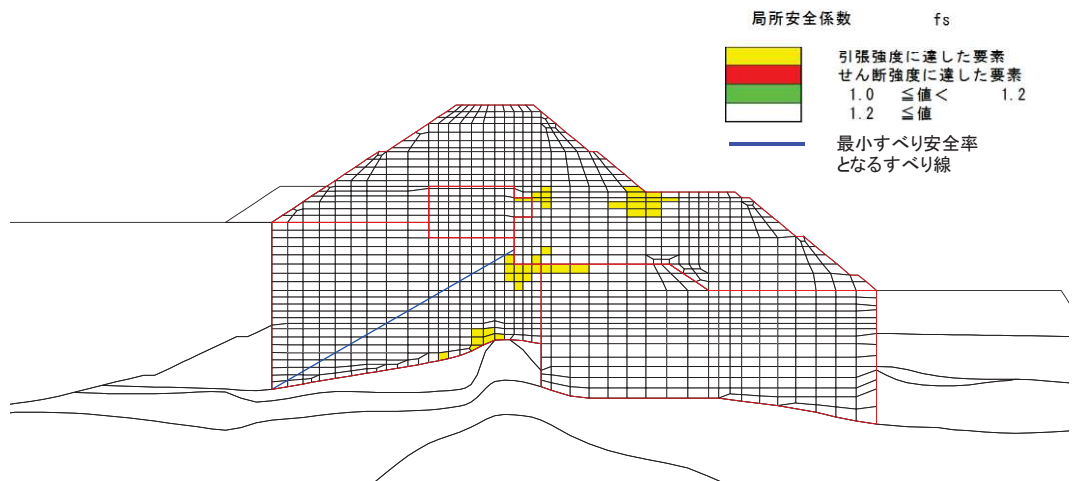 局所安全係数 fs
引張強度に達した要素
せん断強度に達した要素
1.0 ≦値< 1.2
1.2 ≦値
最小すべり安全率
となるすべり線